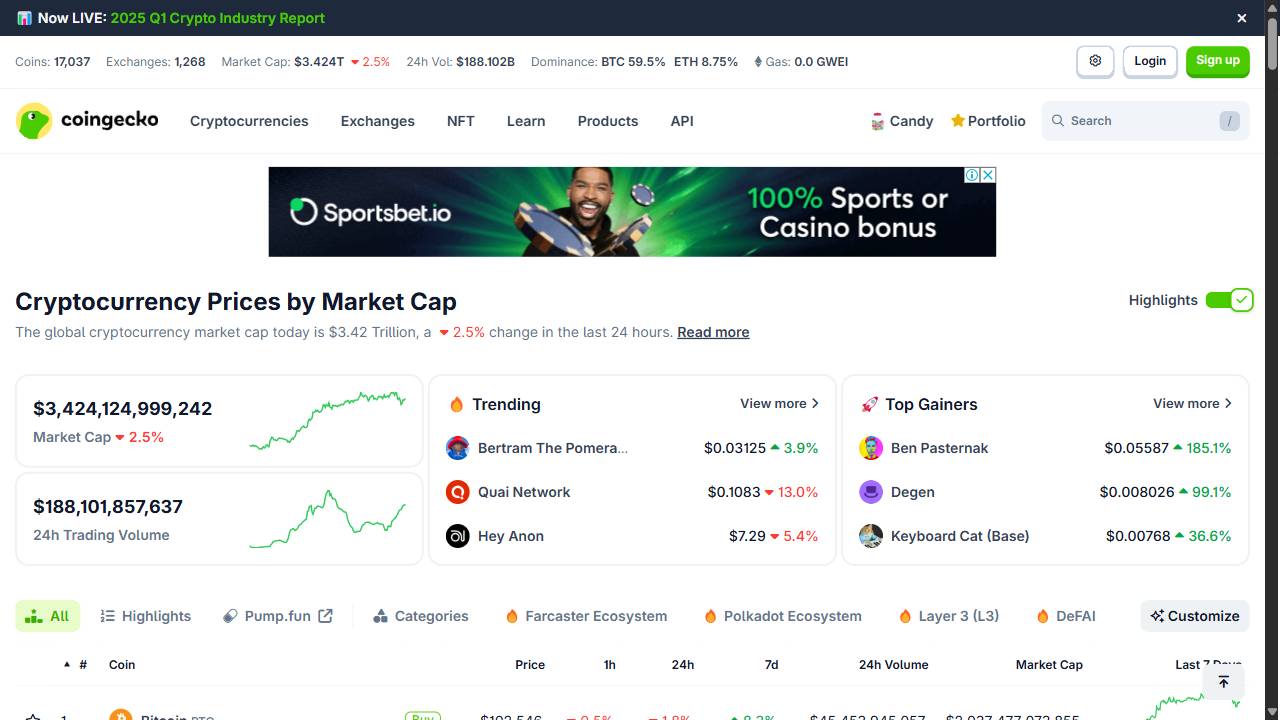 Now LIVE: 2025 Q1 Crypto Industry Report
Coins: 17,037 Exchanges: 1,268 Market Cap: $3.424T 2.5% 24h Vol: $188.102B Dominance: BTC 59.5% ETH 8.75% Gas: 0.0 GWEI
Login
Sign up
coingecko
Cryptocurrencies Exchanges NFT Learn Products API
Candy Portfolio Search /
Sportsbet.io
100% Sports or
Casino bonus
Cryptocurrency Prices by Market Cap
Highlights
The global cryptocurrency market cap today is $3.42 Trillion, a 2.5% change in the last 24 hours. Read more
$3,424,124,999,242
Market Cap 2.5%
$188,101,857,637
24h Trading Volume
Trending View more
Bertram The Pomera... $0.03125 3.9%
Quai Network $0.1083 13.0%
Hey Anon $7.29 5.4%
Top Gainers View more
Ben Pasternak $0.05587 185.1%
Degen $0.008026 99.1%
Keyboard Cat (Base) $0.00768 36.6%
All Highlights Pump.fun Categories Farcaster Ecosystem Polkadot Ecosystem Layer 3 (L3) DeFAI Customize
# Coin Price 1h 24h 7d 24h Volume Market Cap Last 7 Days
1 Bitcoin BTC Buy